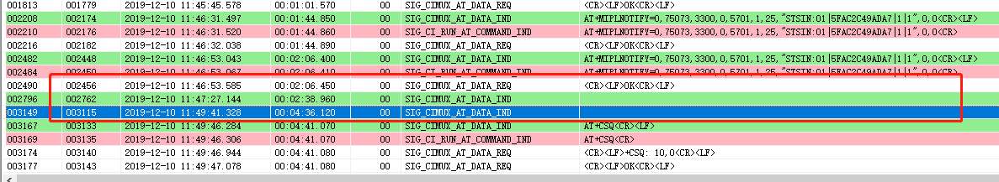 001813 001779 2019-12-10 11:45:45.578 00:01:01.570 00 SIG_CIMUX_AT_DATA_REQ <CR><LF>OK<CR><LF>
002208 002174 2019-12-10 11:46:31.497 00:01:44.850 00 SIG_CIMUX_AT_DATA_IND AT+MIPLNOTIFY=0,75073,3300,0,5701,1,25,"STSIN:01|5FAC2C49ADA7|1|1",0,0<CR><LF>
002210 002176 2019-12-10 11:46:31.520 00:01:44.860 00 SIG_CI_RUN_AT_COMMAND_IND AT+MIPLNOTIFY=0,75073,3300,0,5701,1,25,"STSIN:01|5FAC2C49ADA7|1|1",0,0<CR>
002216 002182 2019-12-10 11:46:32.038 00:01:44.890 00 SIG_CIMUX_AT_DATA_REQ <CR><LF>OK<CR><LF>
002482 002448 2019-12-10 11:46:53.043 00:02:06.400 00 SIG_CIMUX_AT_DATA_IND AT+MIPLNOTIFY=0,75073,3300,0,5701,1,25,"STSIN:01|5FAC2C49ADA7|1|1",0,0<CR><LF>
002484 002450 2019-12-10 11:46:53.067 00:02:06.410 00 SIG_CI_RUN_AT_COMMAND_IND AT+MIPLNOTIFY=0,75073,3300,0,5701,1,25,"STSIN:01|5FAC2C49ADA7|1|1",0,0<CR>
002490 002456 2019-12-10 11:46:53.585 00:02:06.450 00 SIG_CIMUX_AT_DATA_REQ <CR><LF>OK<CR><LF>
002796 002762 2019-12-10 11:47:27.144 00:02:38.960 00 SIG_CIMUX_AT_DATA_IND
003149 003115 2019-12-10 11:49:41.328 00:04:36.120 00 SIG_CIMUX_AT_DATA_IND
003167 003133 2019-12-10 11:49:46.284 00:04:41.070 00 SIG_CIMUX_AT_DATA_IND AT+CSQ<CR><LF>
003169 003135 2019-12-10 11:49:46.306 00:04:41.070 00 SIG_CI_RUN_AT_COMMAND_IND AT+CSQ<CR>
003174 003140 2019-12-10 11:49:46.944 00:04:41.080 00 SIG_CIMUX_AT_DATA_REQ <CR><LF>+CSQ: 10,0<CR><LF>
003177 003143 2019-12-10 11:49:47.078 00:04:41.080 00 SIG_CIMUX_AT_DATA_REQ <CR><LF>OK<CR><LF>